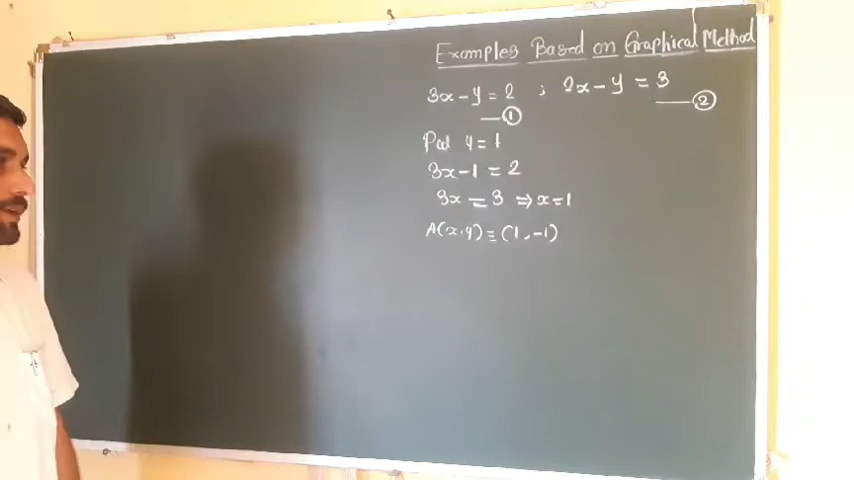 Examples Based on Graphical Method
3x - y = 2 ; 2x - y = 3
— ① — ②
Put y = 1
3x - 1 = 2
3x = 3 ⇒ x = 1
A(x, y) ≡ (1, -1)